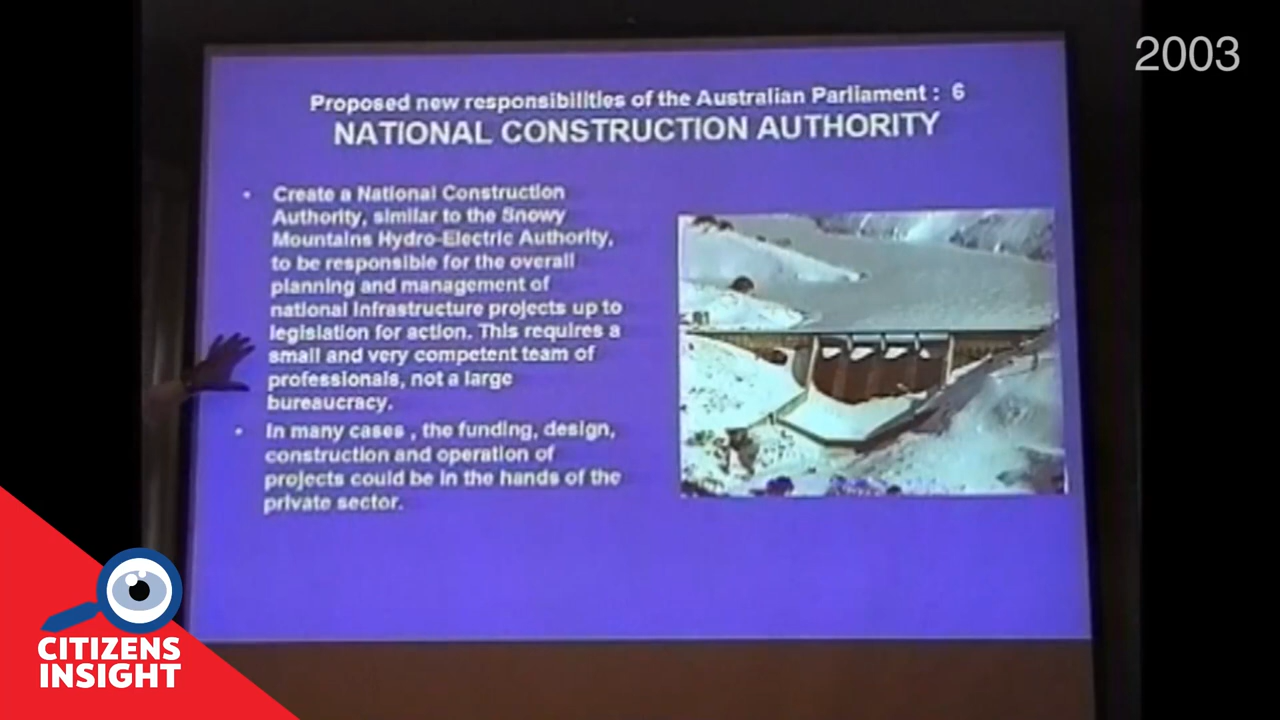 2003
Proposed new responsibilities of the Australian Parliament : 6
NATIONAL CONSTRUCTION AUTHORITY
• Create a National Construction
Authority, similar to the Snowy
Mountains Hydro-Electric Authority,
to be responsible for the overall
planning and management of
national infrastructure projects up to
legislation for action. This requires a
small and very competent team of
professionals, not a large
bureaucracy.
• In many cases , the funding, design,
construction and operation of
projects could be in the hands of the
private sector.
CITIZENS
INSIGHT